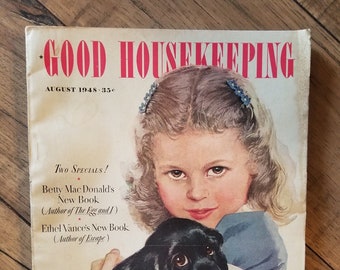 GOOD HOUSEKEEPING
AUGUST 1948 · 35c
Two Specials!
Betty MacDonald's
New Book
(Author of The Egg and I)
Ethel Vance's New Book
(Author of Escape)